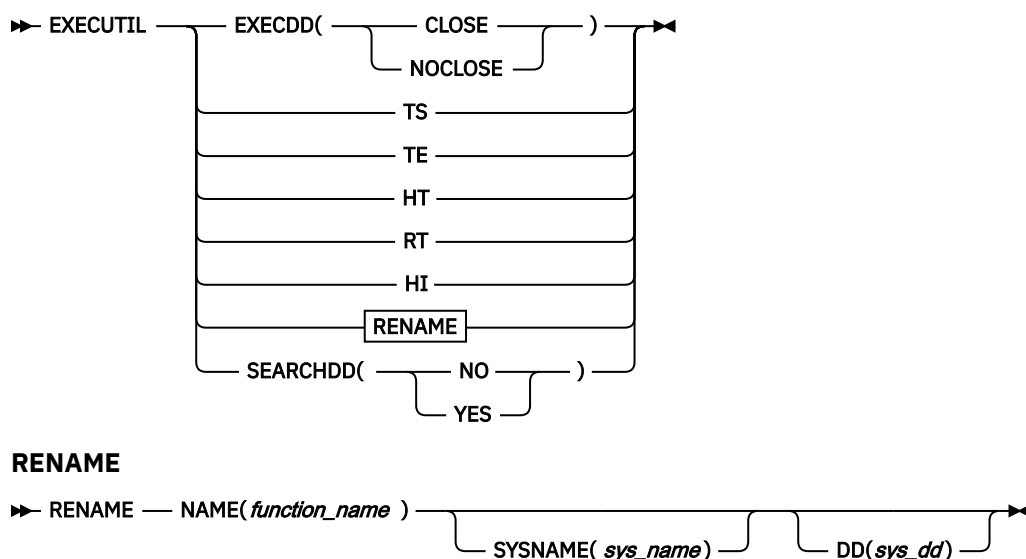 EXECUTIL EXECDD( CLOSE )
NOCLOSE
TS
TE
HT
RT
HI
RENAME
SEARCHDD( NO )
YES
RENAME
RENAME NAME( function_name )
SYSNAME( sys_name) DD(sys_dd)